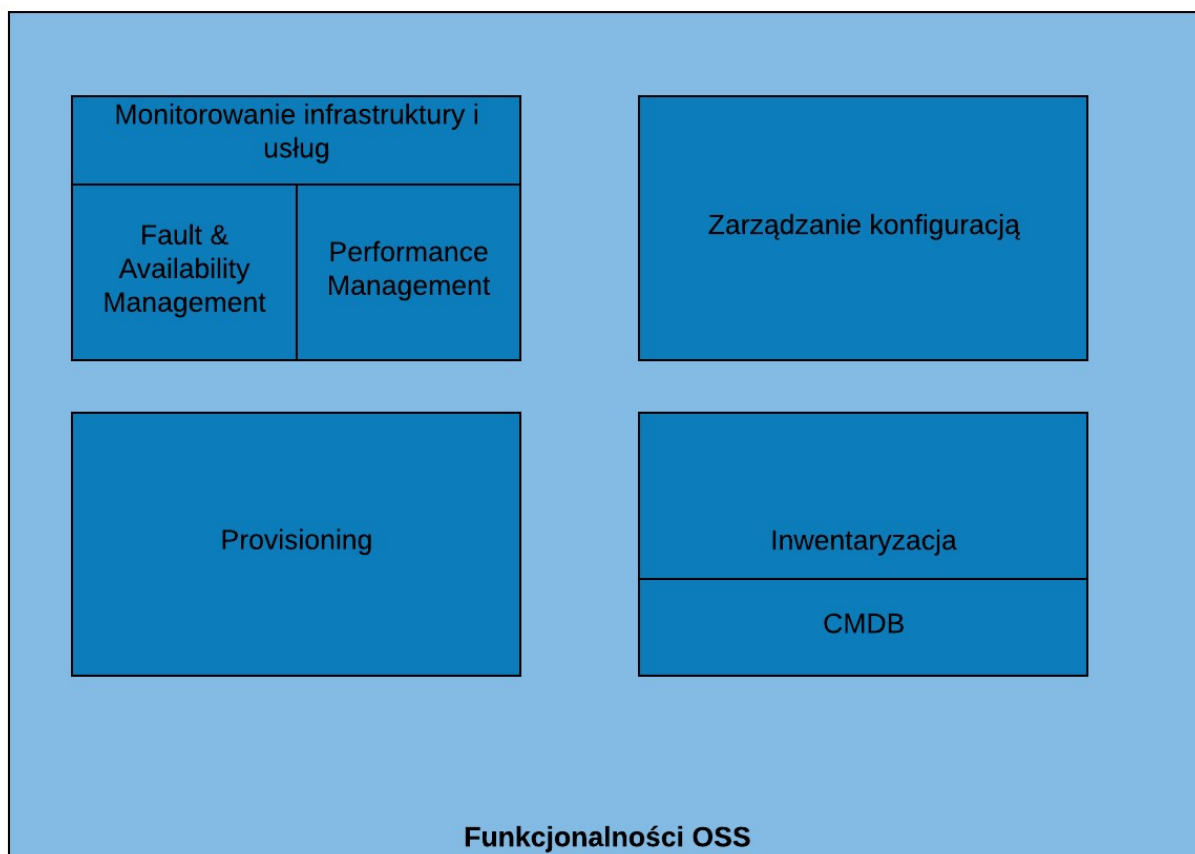 Monitorowanie infrastruktury i
usług
Fault &
Availability
Management
Performance
Management
Zarządzanie konfiguracją
Provisioning
Inwentaryzacja
CMDB
Funkcjonalności OSS